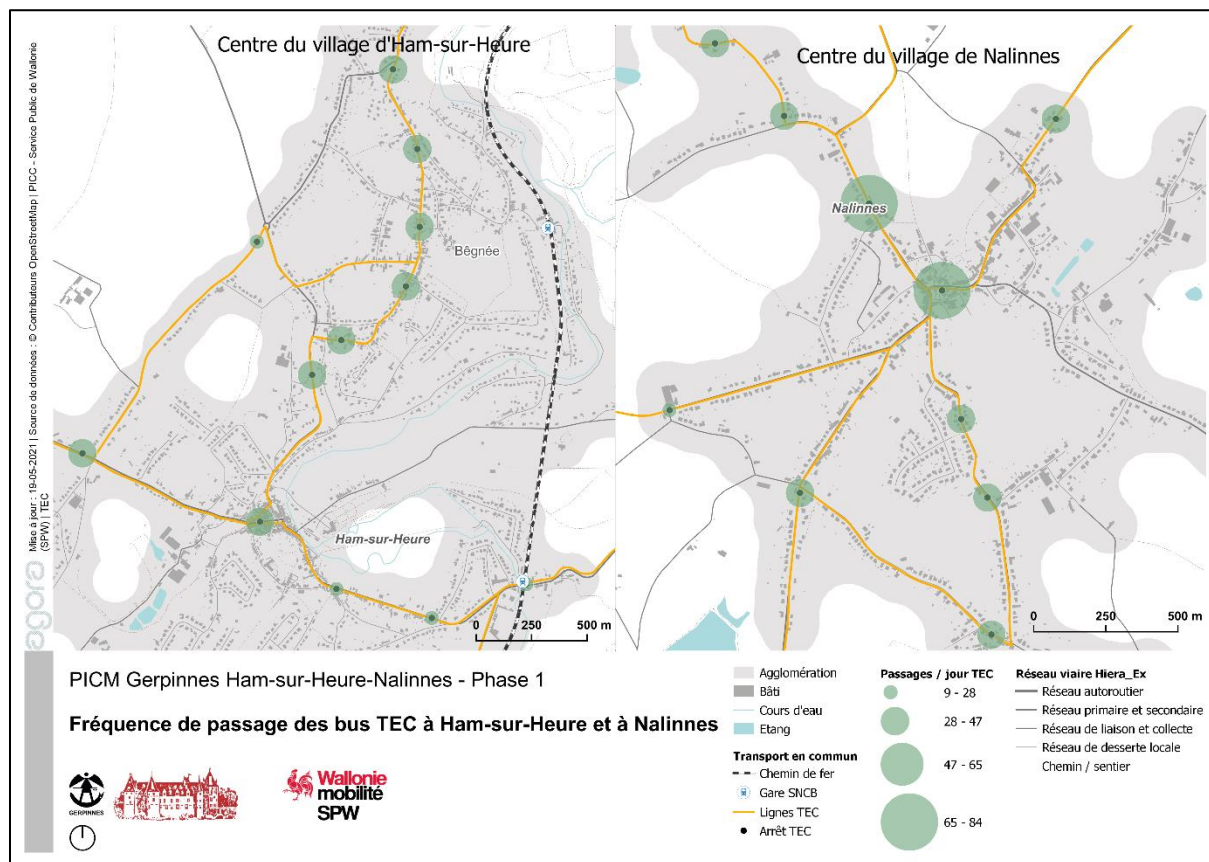 Centre du village d'Ham-sur-Heure
Bêgnée
Ham-sur-Heure
0 250 500 m
Centre du village de Nalinnes
Nalinnes
0 250 500 m
Mise à jour : 19-05-2021 | Source de données : © Contributeurs OpenStreetMap | PICC - Service Public de Wallonie
(SPW) | TEC
agora
PICM Gerpinnes Ham-sur-Heure-Nalinnes - Phase 1
Fréquence de passage des bus TEC à Ham-sur-Heure et à Nalinnes
GERPINNES
Wallonie
mobilité
SPW
Agglomération
Bâti
Cours d'eau
Etang
Transport en commun
Chemin de fer
Gare SNCB
Lignes TEC
Arrêt TEC
Passages / jour TEC
9 - 28
28 - 47
47 - 65
65 - 84
Réseau viaire Hiera_Ex
Réseau autoroutier
Réseau primaire et secondaire
Réseau de liaison et collecte
Réseau de desserte locale
Chemin / sentier